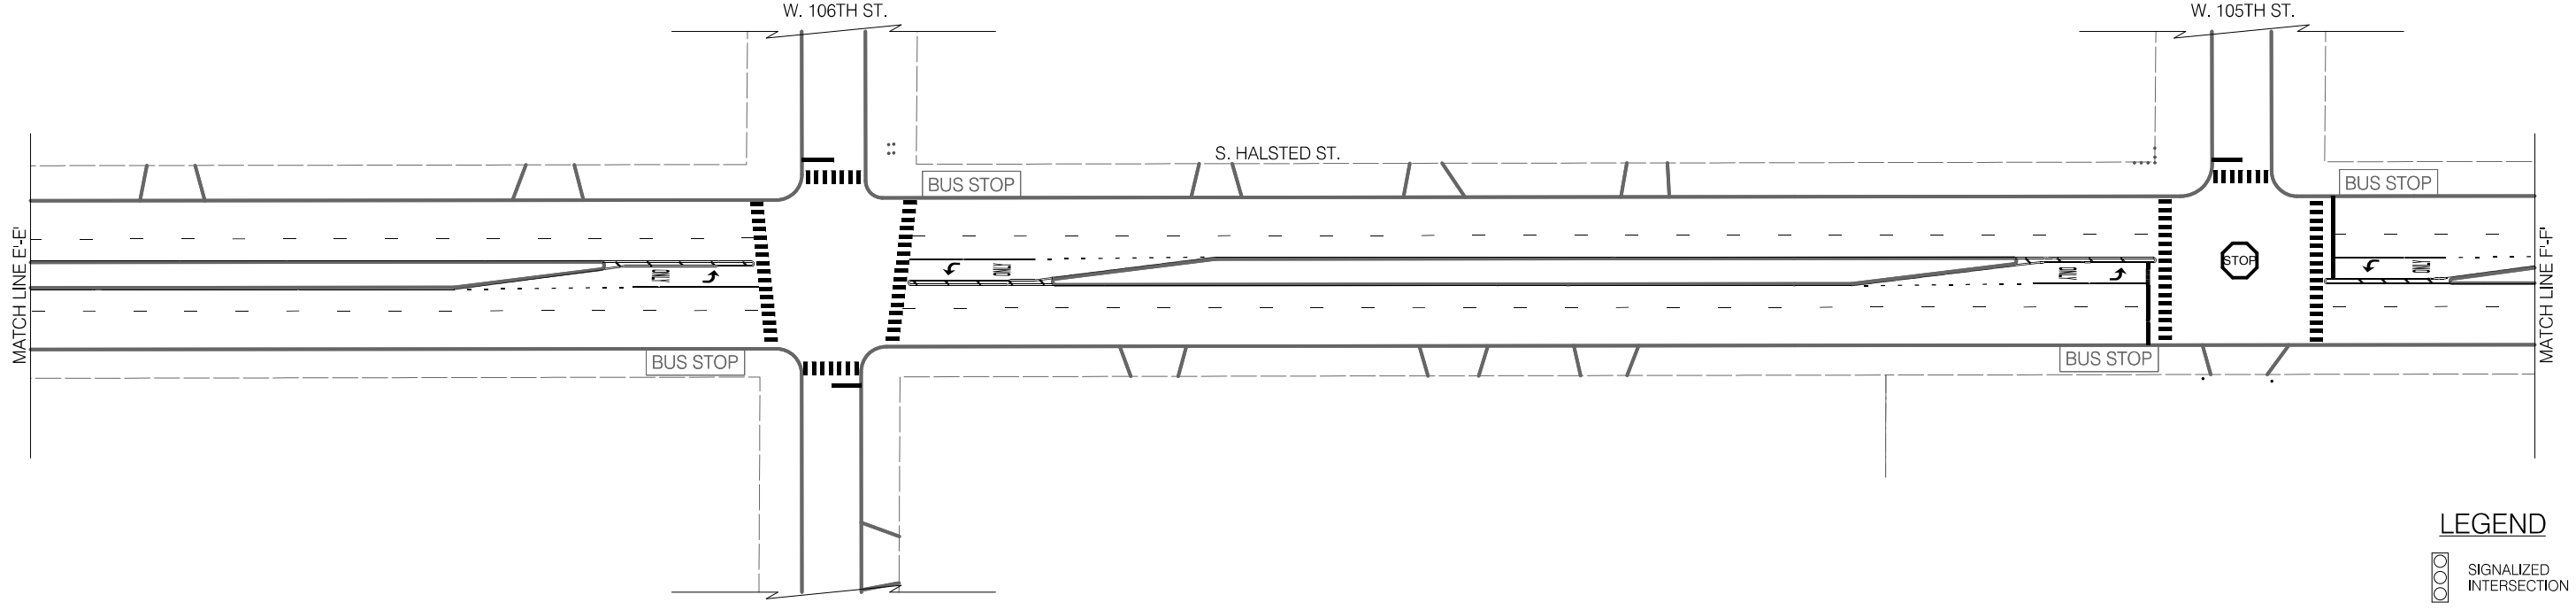 W. 106TH ST.
W. 105TH ST.
S. HALSTED ST.
BUS STOP
BUS STOP
MATCH LINE E'-E'
ONLY
ONLY
ONLY
STOP
ONLY
MATCH LINE F'-F'
BUS STOP
BUS STOP
LEGEND
SIGNALIZED
INTERSECTION